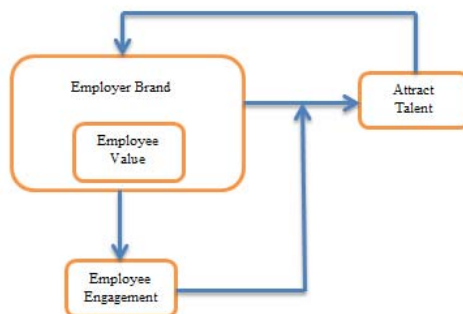 Employer Brand
Attract
Talent
Employee
Value
Employee
Engagement